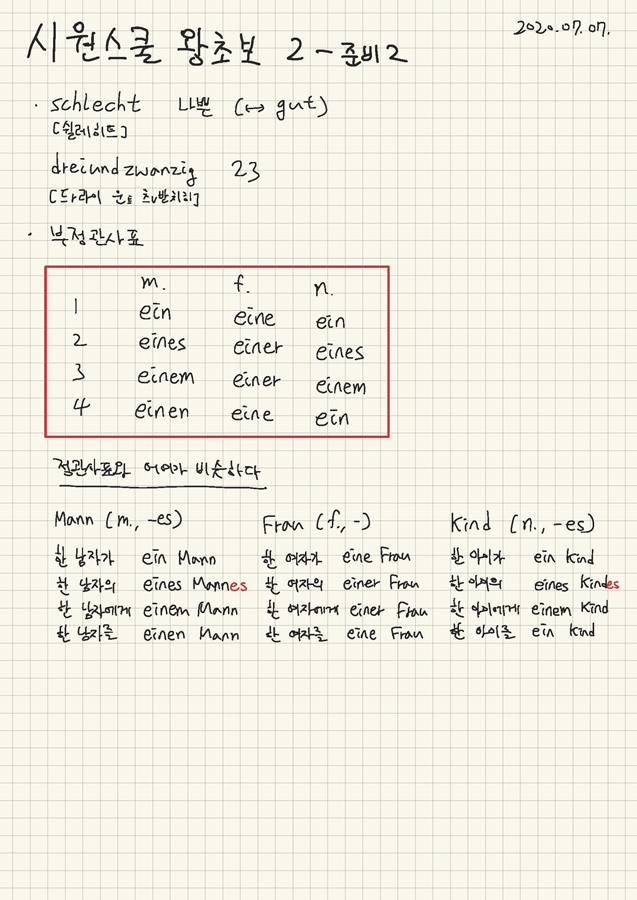 시원스쿨 왕초보 2 - 준비2
2020.07.07.
· schlecht 나쁜 (↔ gut)
[쉴레히트]
dreiundzwanzig 23
[드라이 운트 츠v반치히]
· 부정관사표
m. f. n.
1 ein eine ein
2 eines einer eines
3 einem einer einem
4 einen eine ein
정관사표와 어미가 비슷하다
Mann (m., -es) Frau (f., -) Kind (n., -es)
한 남자가 ein Mann 한 여자가 eine Frau 한 아이가 ein Kind
한 남자의 eines Mannes 한 여자의 einer Frau 한 아이의 eines Kindes
한 남자에게 einem Mann 한 여자에게 einer Frau 한 아이에게 einem Kind
한 남자를 einen Mann 한 여자를 eine Frau 한 아이를 ein Kind